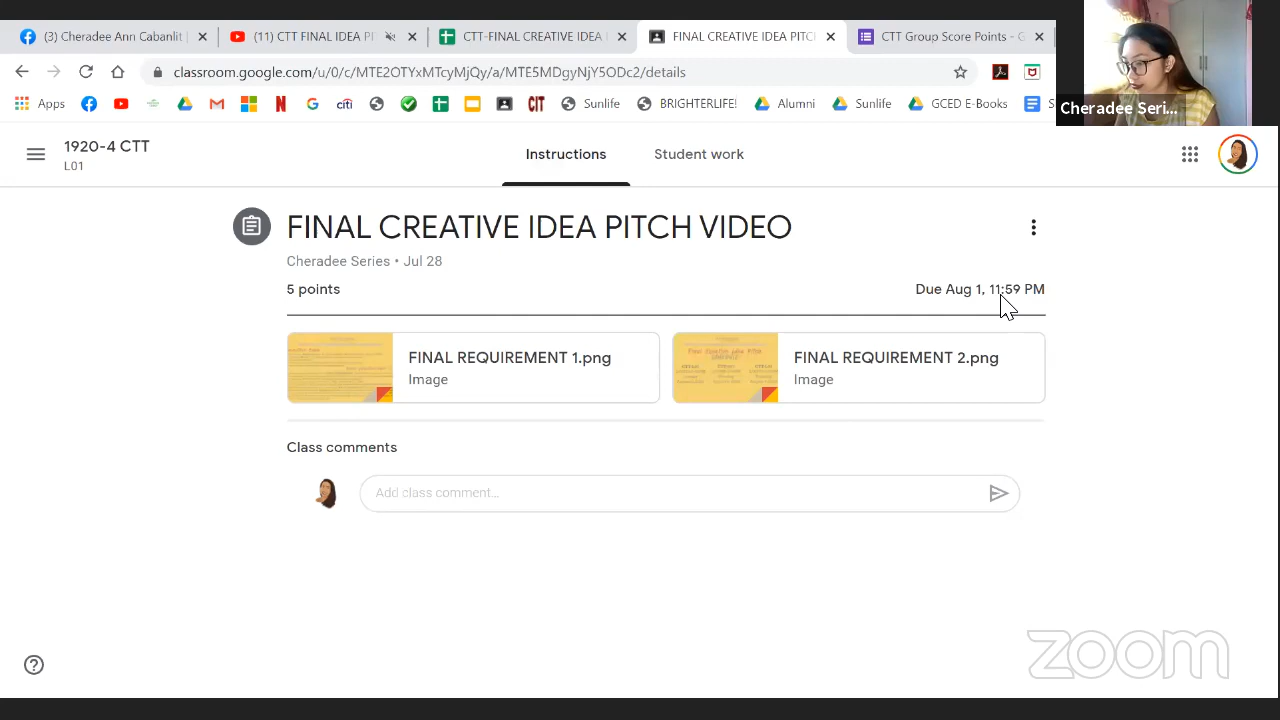 (3) Cheradee Ann Cabanlit |
(11) CTT FINAL IDEA PI
CTT-FINAL CREATIVE IDEA
FINAL CREATIVE IDEA PITCH
CTT Group Score Points - G
classroom.google.com/u/0/c/MTE2OTYxMTcyMjQy/a/MTE5MDgyNjY5ODc2/details
Apps
citi
CIT
Sunlife
BRIGHTERLIFE!
Alumni
Sunlife
GCED E-Books
S
Cheradee Seri...
1920-4 CTT
L01
Instructions
Student work
FINAL CREATIVE IDEA PITCH VIDEO
Cheradee Series • Jul 28
5 points
Due Aug 1, 11:59 PM
FINAL REQUIREMENT 1.png
Image
FINAL REQUIREMENT 2.png
Image
Class comments
Add class comment...
zoom